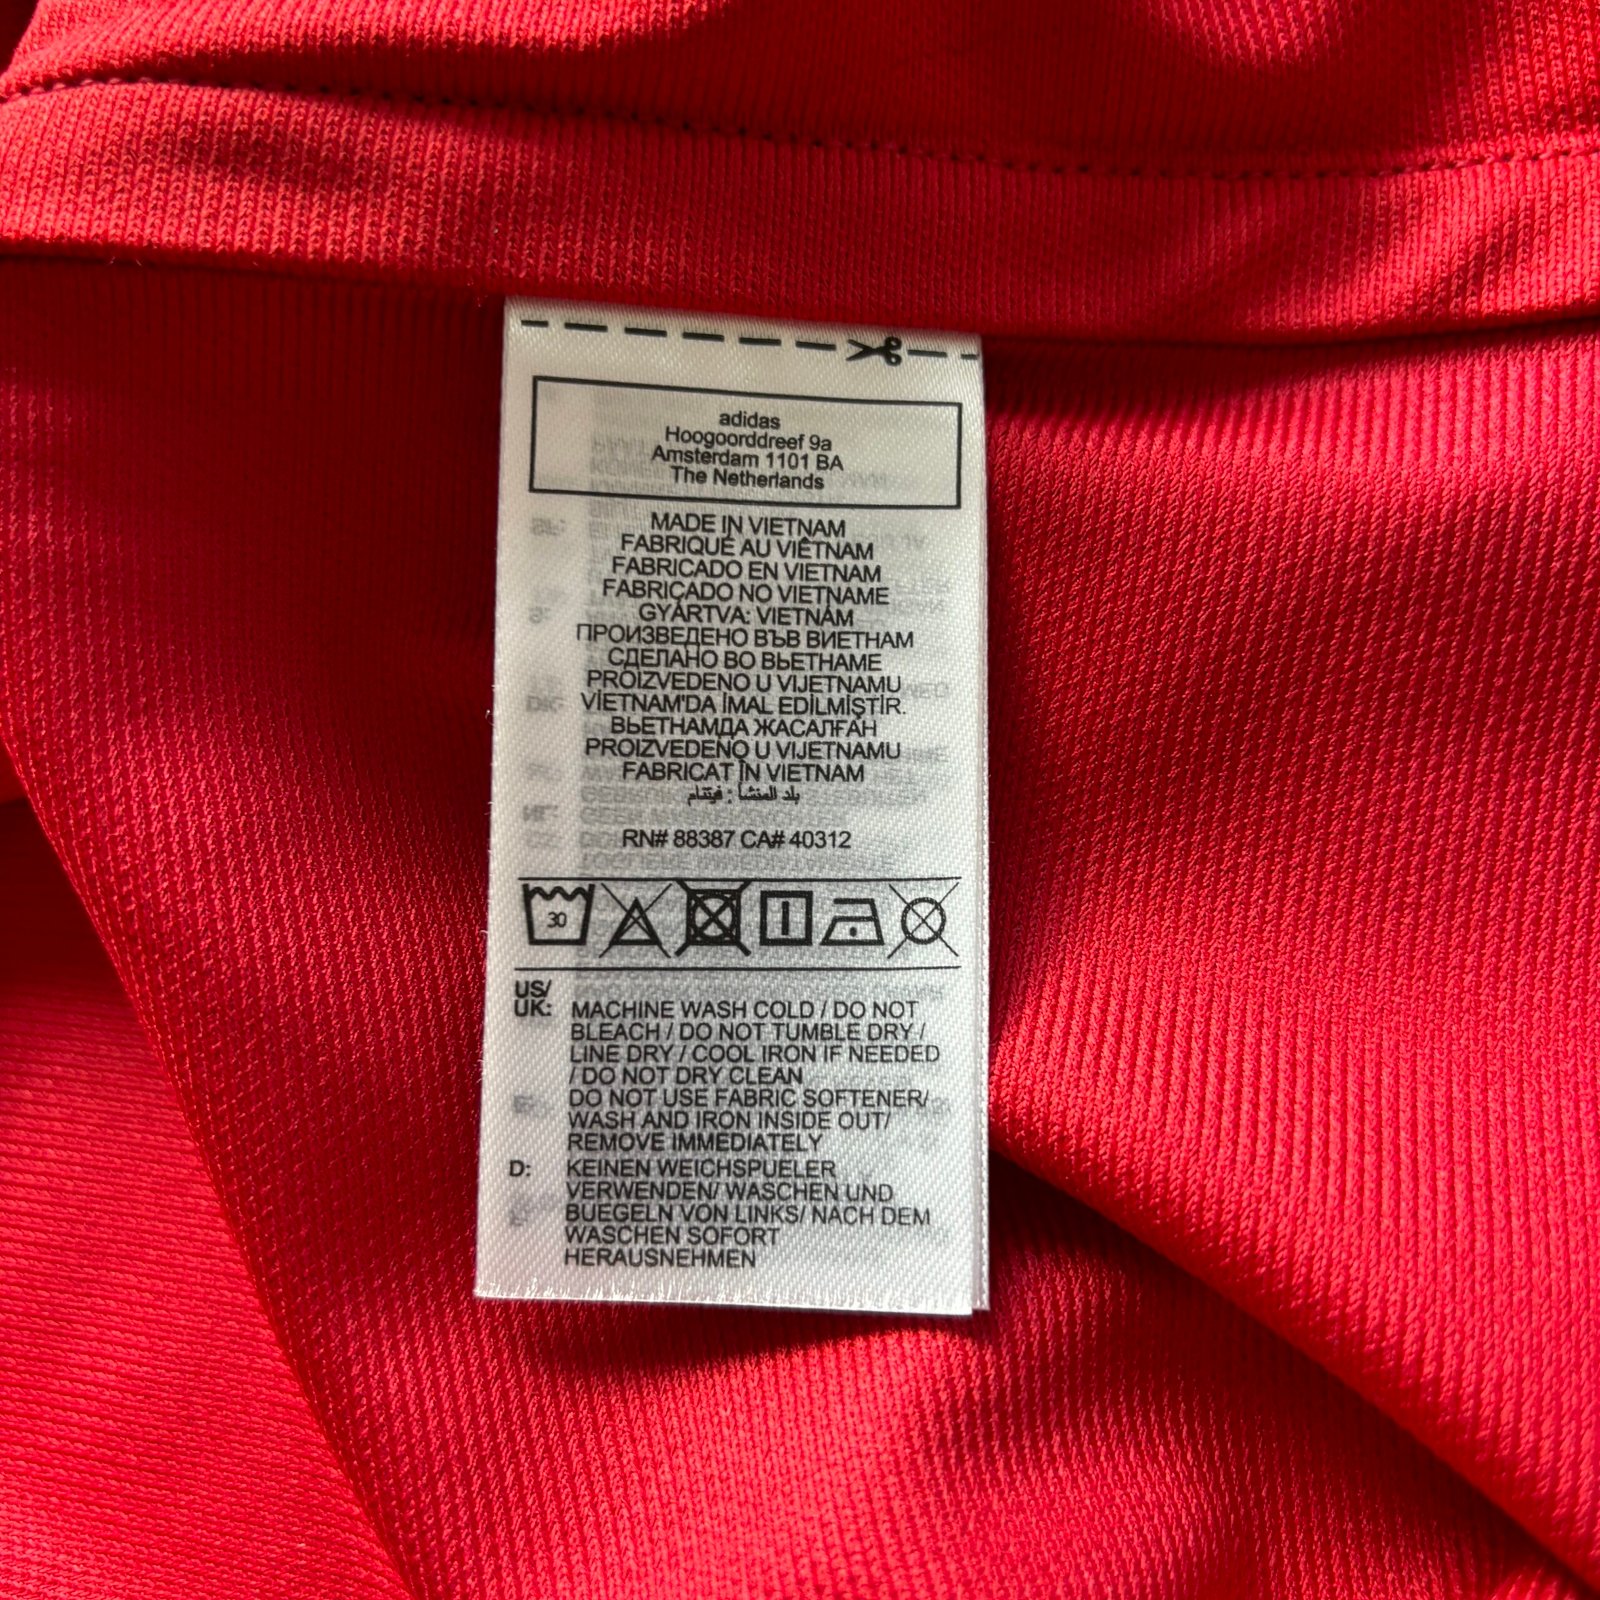 adidas
Hoogoorddreef 9a
Amsterdam 1101 BA
The Netherlands
MADE IN VIETNAM
FABRIQUÉ AU VIÊTNAM
FABRICADO EN VIETNAM
FABRICADO NO VIETNAME
GYÁRTVA: VIETNÁM
ПРОИЗВЕДЕНО ВЪВ ВИЕТНАМ
СДЕЛАНО ВО ВЬЕТНАМЕ
PROIZVEDENO U VIJETNAMU
VİETNAM'DA İMAL EDİLMİŞTİR.
ВЬЕТНАМДА ЖАСАЛҒАН
PROIZVEDENO U VIJETNAMU
FABRICAT ÎN VIETNAM
بلد المنشأ : فيتنام
RN# 88387 CA# 40312
30
US/
UK: MACHINE WASH COLD / DO NOT
BLEACH / DO NOT TUMBLE DRY /
LINE DRY / COOL IRON IF NEEDED
/ DO NOT DRY CLEAN
DO NOT USE FABRIC SOFTENER/
WASH AND IRON INSIDE OUT/
REMOVE IMMEDIATELY
D: KEINEN WEICHSPUELER
VERWENDEN/ WASCHEN UND
BUEGELN VON LINKS/ NACH DEM
WASCHEN SOFORT
HERAUSNEHMEN